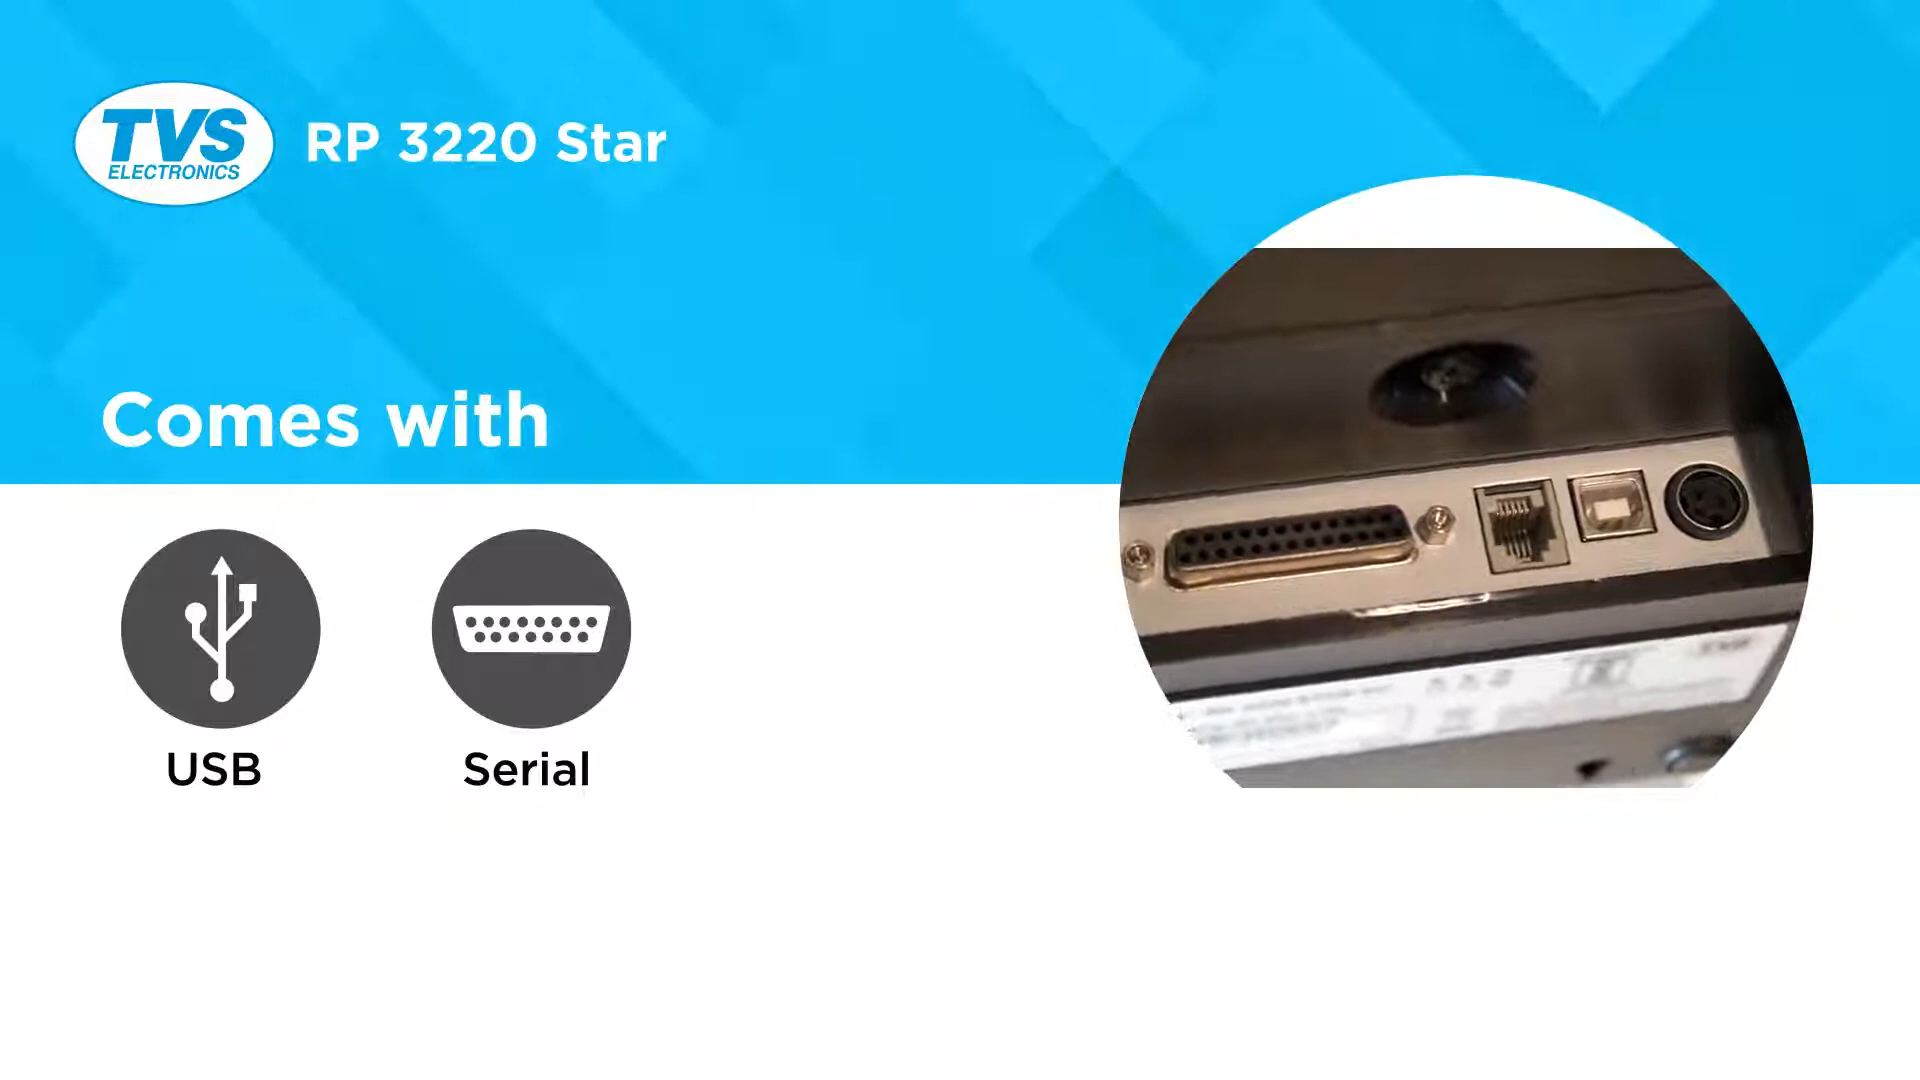 TVS
ELECTRONICS
RP 3220 Star
Comes with
USB
Serial